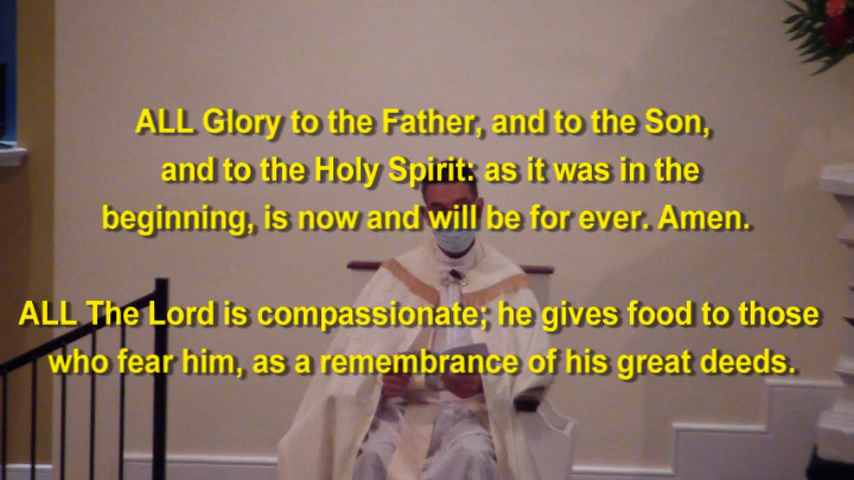 ALL Glory to the Father, and to the Son,
and to the Holy Spirit: as it was in the
beginning, is now and will be for ever. Amen.
ALL The Lord is compassionate; he gives food to those
who fear him, as a remembrance of his great deeds.